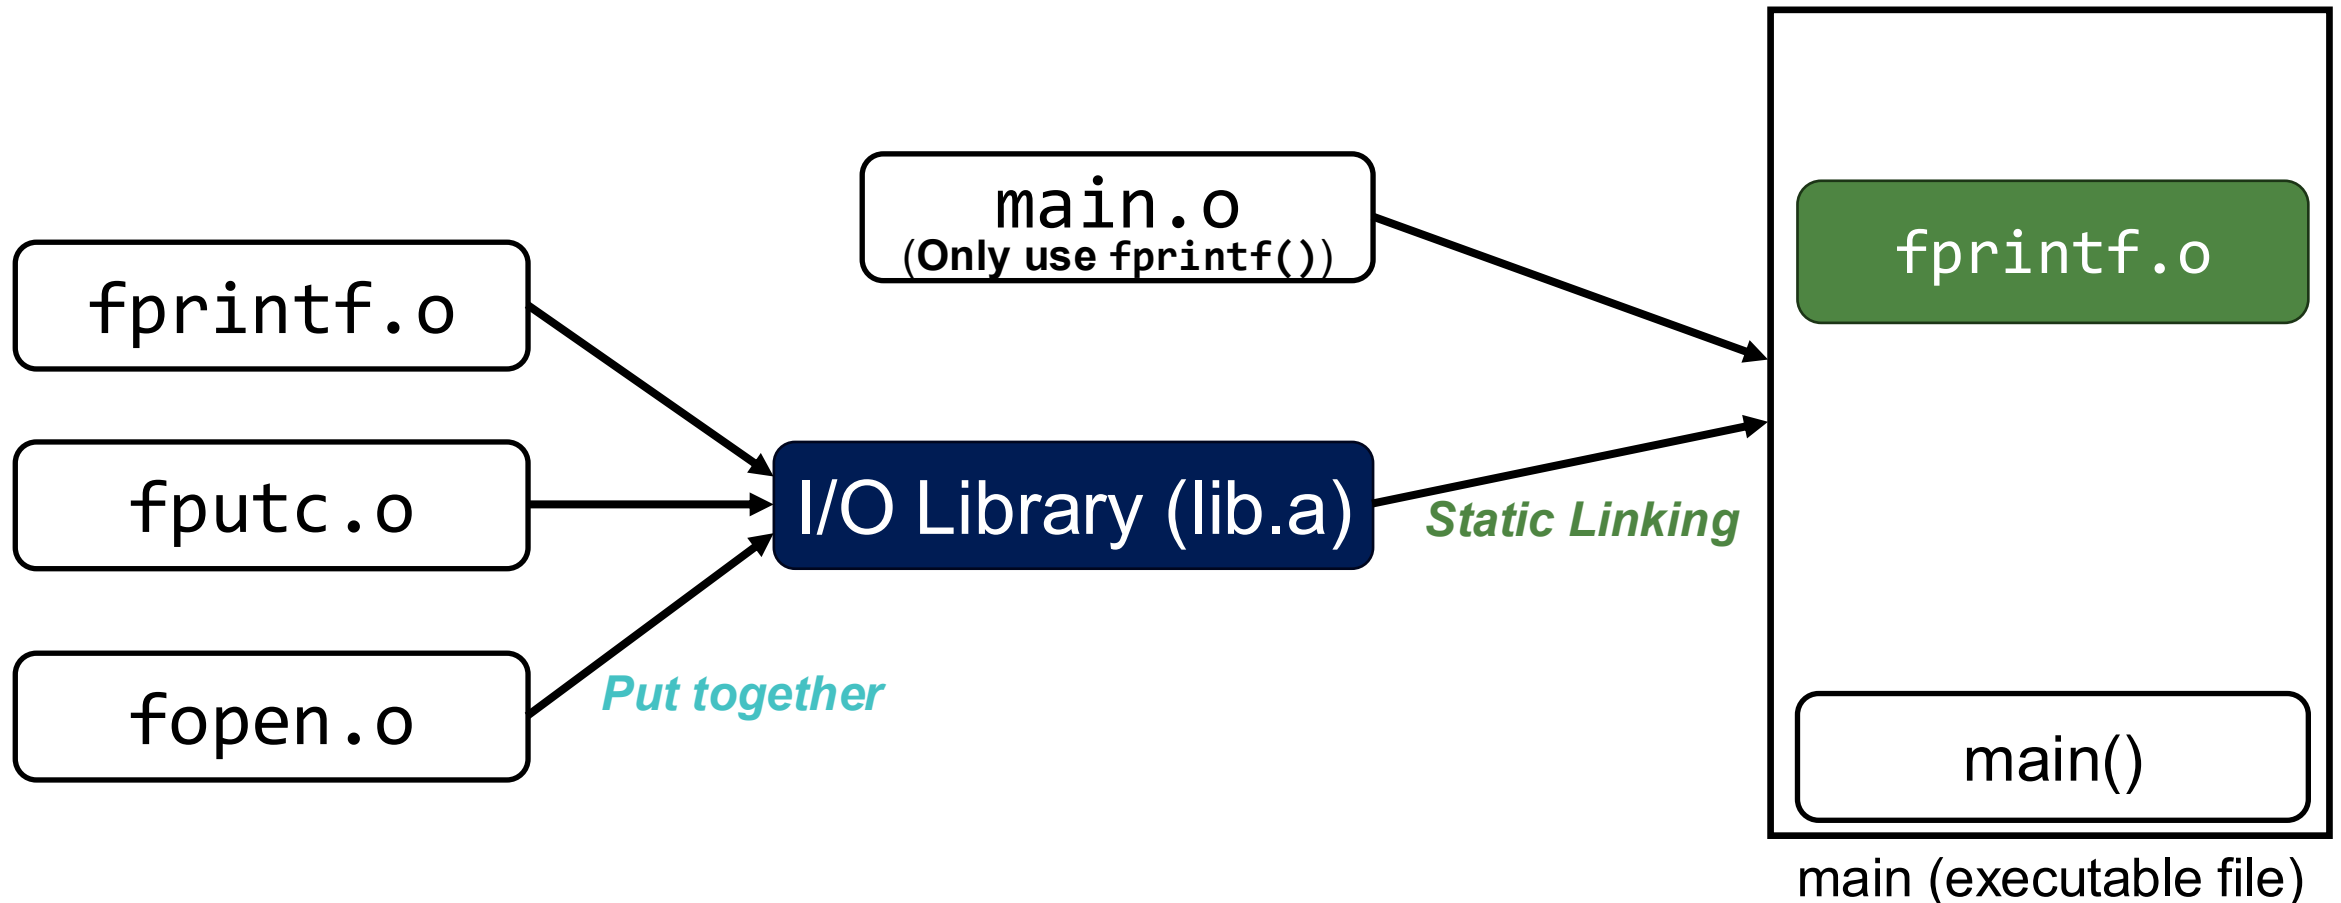 fprintf.o
fputc.o
fopen.o
Put together
main.o
(Only use fprintf())
I/O Library (lib.a)
Static Linking
fprintf.o
main()
main (executable file)